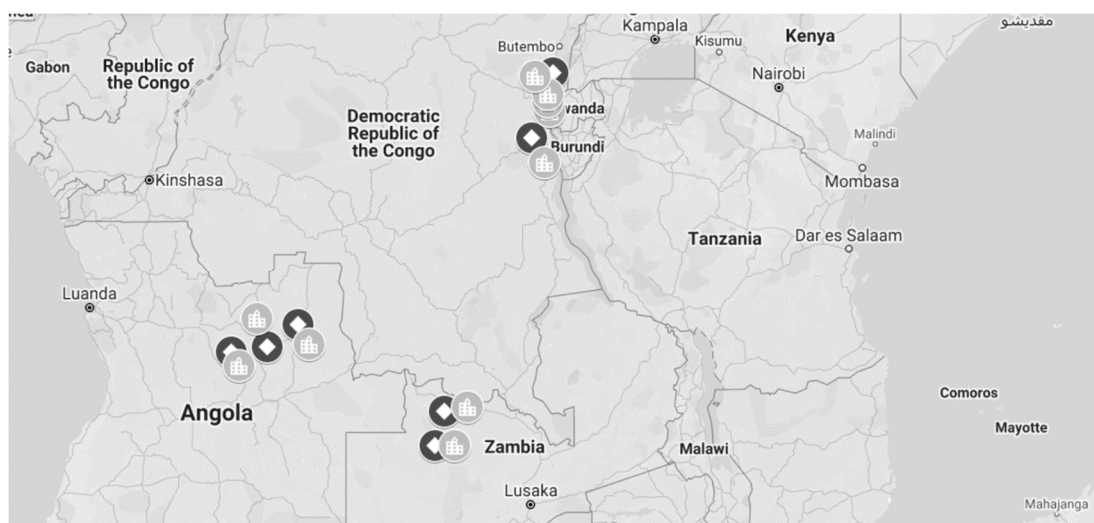 مقديشو
Kampala
Kenya
Butembo
Kisumu
Gabon
Republic of
the Congo
Nairobi
Democratic
Republic of
the Congo
wanda
Malindi
Burundi
Kinshasa
Mombasa
Tanzania
Dar es Salaam
Luanda
Comoros
Angola
Mayotte
Zambia
Malawi
Lusaka
Mahajanga